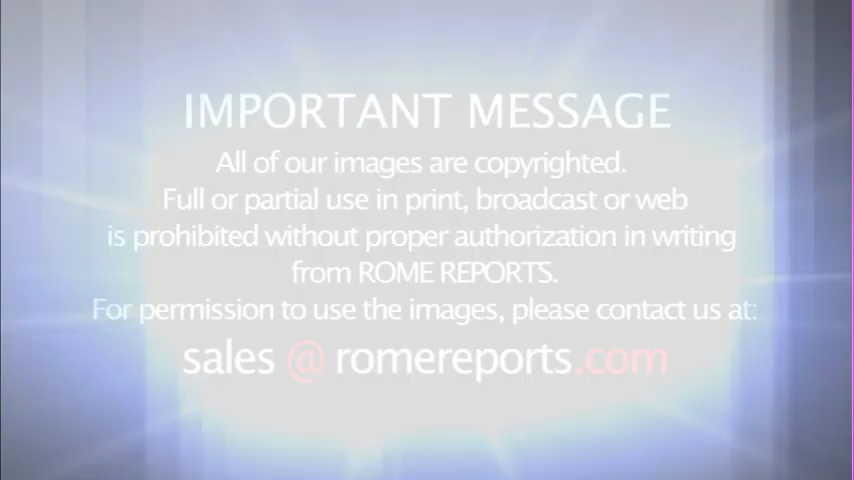 IMPORTANT MESSAGE
All of our images are copyrighted.
Full or partial use in print, broadcast or web
is prohibited without proper authorization in writing
from ROME REPORTS.
For permission to use the images, please contact us at:
sales @ romereports.com